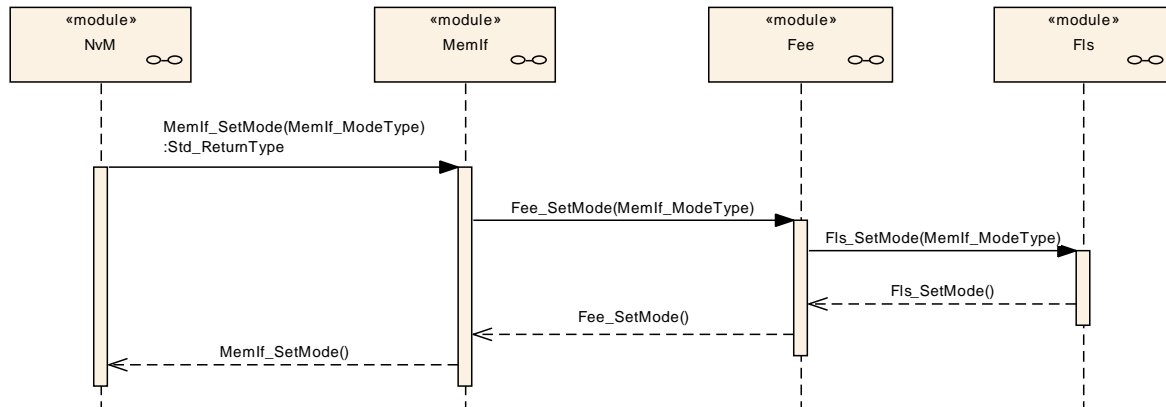 «module»
NvM
«module»
MemIf
«module»
Fee
«module»
Fls
MemIf_SetMode(MemIf_ModeType)
:Std_ReturnType
Fee_SetMode(MemIf_ModeType)
Fls_SetMode(MemIf_ModeType)
Fls_SetMode()
Fee_SetMode()
MemIf_SetMode()